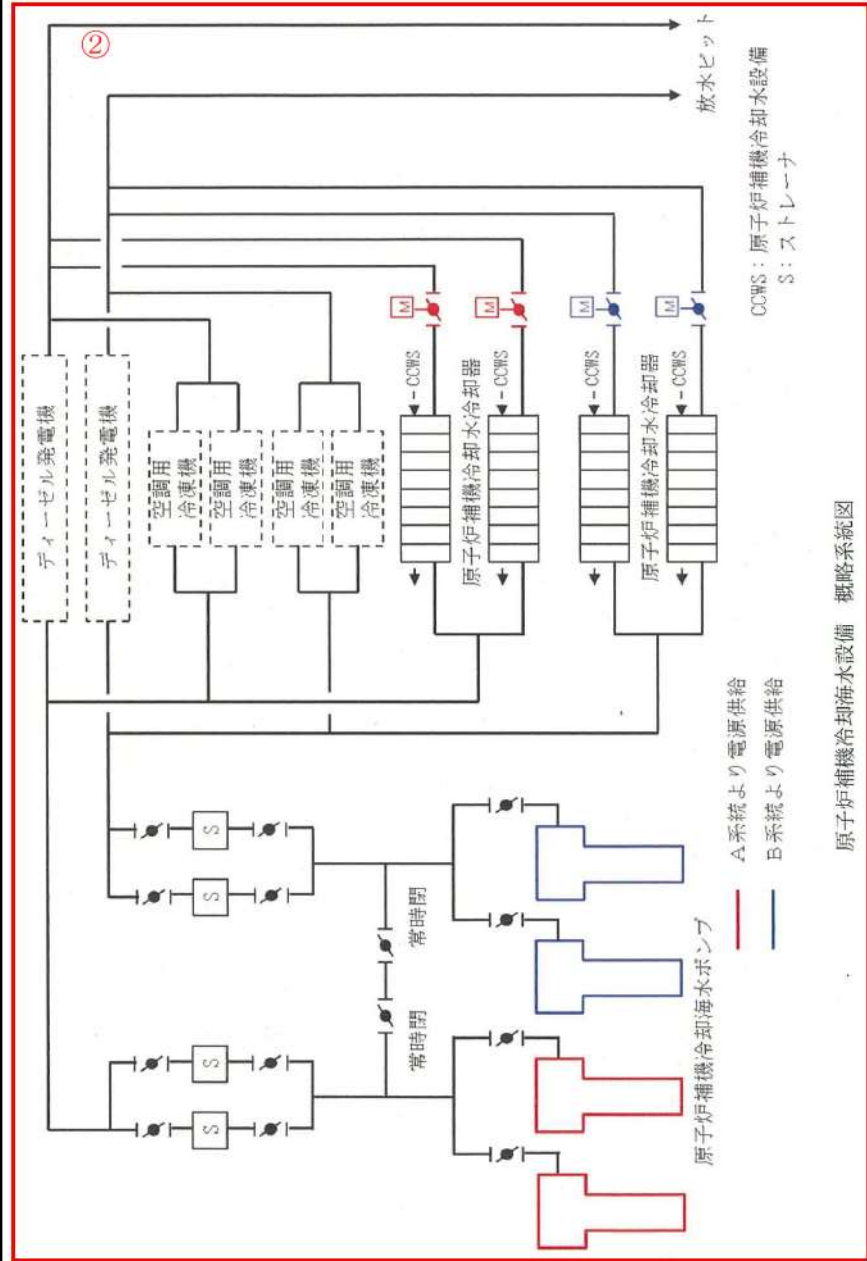 ②
ディーゼル発電機
ディーゼル発電機
空調用
冷凍機
空調用
冷凍機
空調用
冷凍機
空調用
冷凍機
原子炉補機冷却水冷却器
原子炉補機冷却水冷却器
CCWS
CCWS
CCWS
CCWS
M
M
M
M
S
S
S
S
常時閉
常時閉
原子炉補機冷却海水ポンプ
放水ピット
CCWS：原子炉補機冷却水設備
S：ストレーナ
A系統より電源供給
B系統より電源供給
原子炉補機冷却海水設備　概略系統図